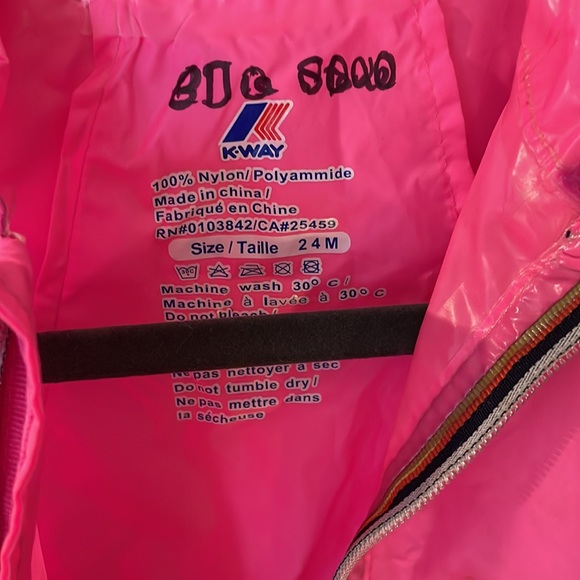 K-WAY
100% Nylon/ Polyammide
Made in china /
Fabriqué en Chine
RN#0103842/CA#25459
Size / Taille 24M
Machine wash 30° c /
Machine à lavée à 30° c
Do not bleach /
Ne pas nettoyer a sec
Do not tumble dry /
Ne pas mettre dans
la sécheuse